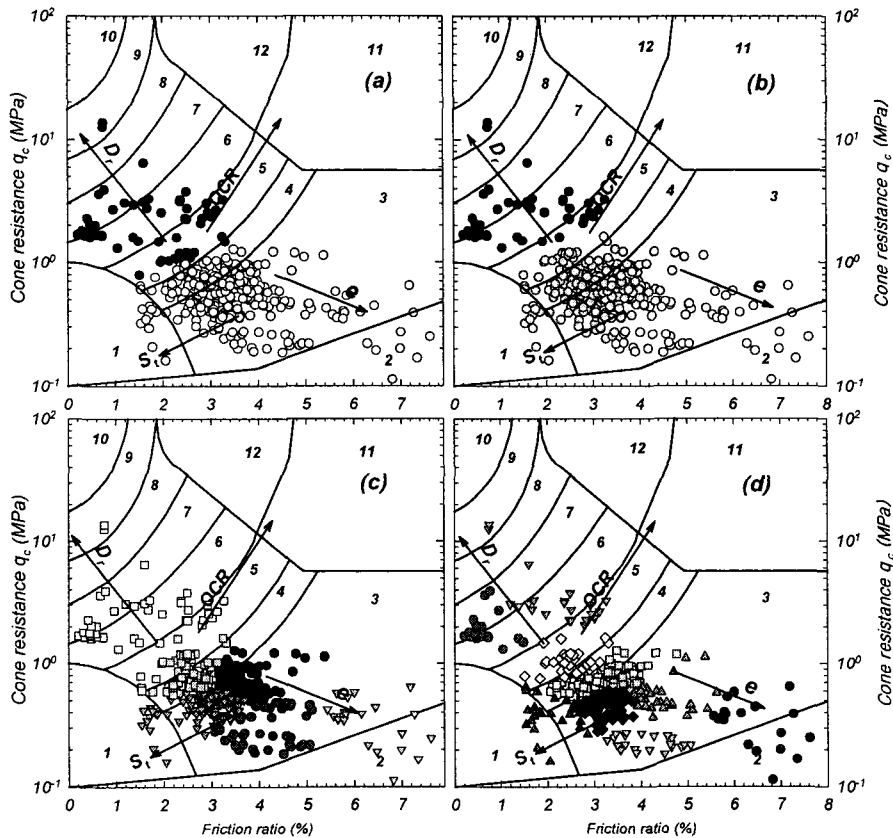 10² 10²
10 9 8 7 6 5 4 3 2 1 12 11 (a)
Dr OCR e St
10 9 8 7 6 5 4 3 2 1 12 11 (b)
Dr OCR e St
Cone resistance q_c (MPa)
10¹ 10¹
10⁰ 10⁰
10⁻¹ 10⁻¹
Cone resistance q_c (MPa)
0 1 2 3 4 5 6 7 0 1 2 3 4 5 6 7 8
10² 10²
10 9 8 7 6 5 4 3 2 1 12 11 (c)
Dr OCR e St
10 9 8 7 6 5 4 3 2 1 12 11 (d)
Dr OCR e St
Cone resistance q_c (MPa)
10¹ 10¹
10⁰ 10⁰
10⁻¹ 10⁻¹
Cone resistance q_c (MPa)
0 1 2 3 4 5 6 7 0 1 2 3 4 5 6 7 8
Friction ratio (%) Friction ratio (%)